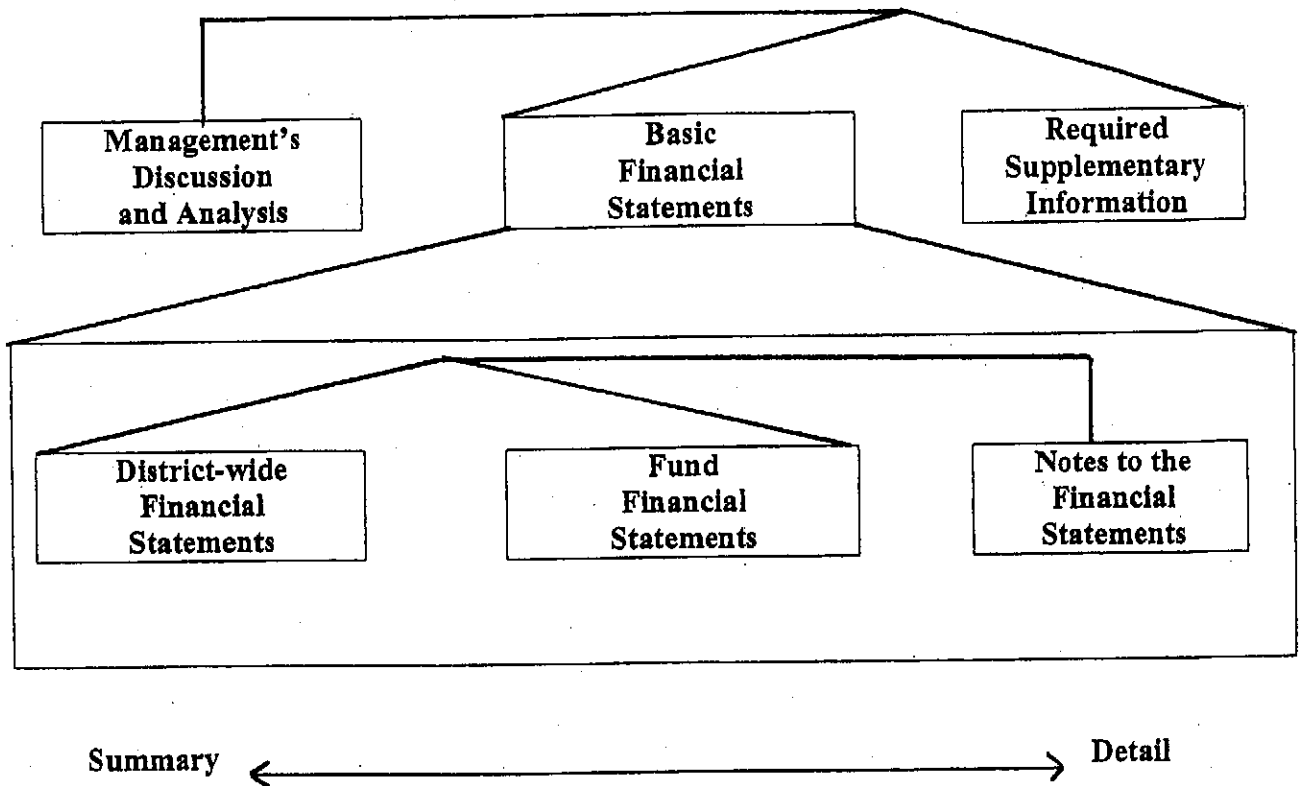 Management's
Discussion
and Analysis
Basic
Financial
Statements
Required
Supplementary
Information
District-wide
Financial
Statements
Fund
Financial
Statements
Notes to the
Financial
Statements
Summary
Detail